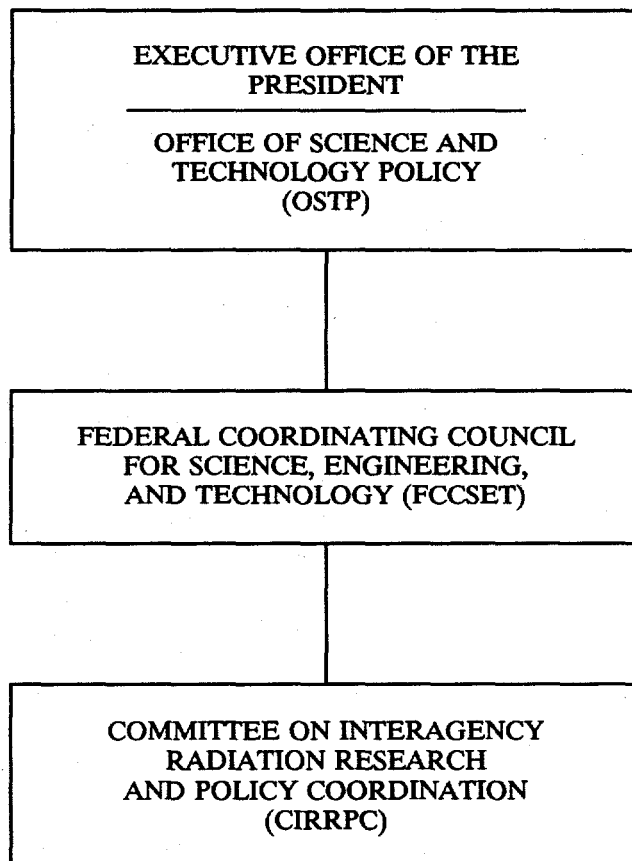 EXECUTIVE OFFICE OF THE
PRESIDENT
OFFICE OF SCIENCE AND
TECHNOLOGY POLICY
(OSTP)
FEDERAL COORDINATING COUNCIL
FOR SCIENCE, ENGINEERING,
AND TECHNOLOGY (FCCSET)
COMMITTEE ON INTERAGENCY
RADIATION RESEARCH
AND POLICY COORDINATION
(CIRRPC)